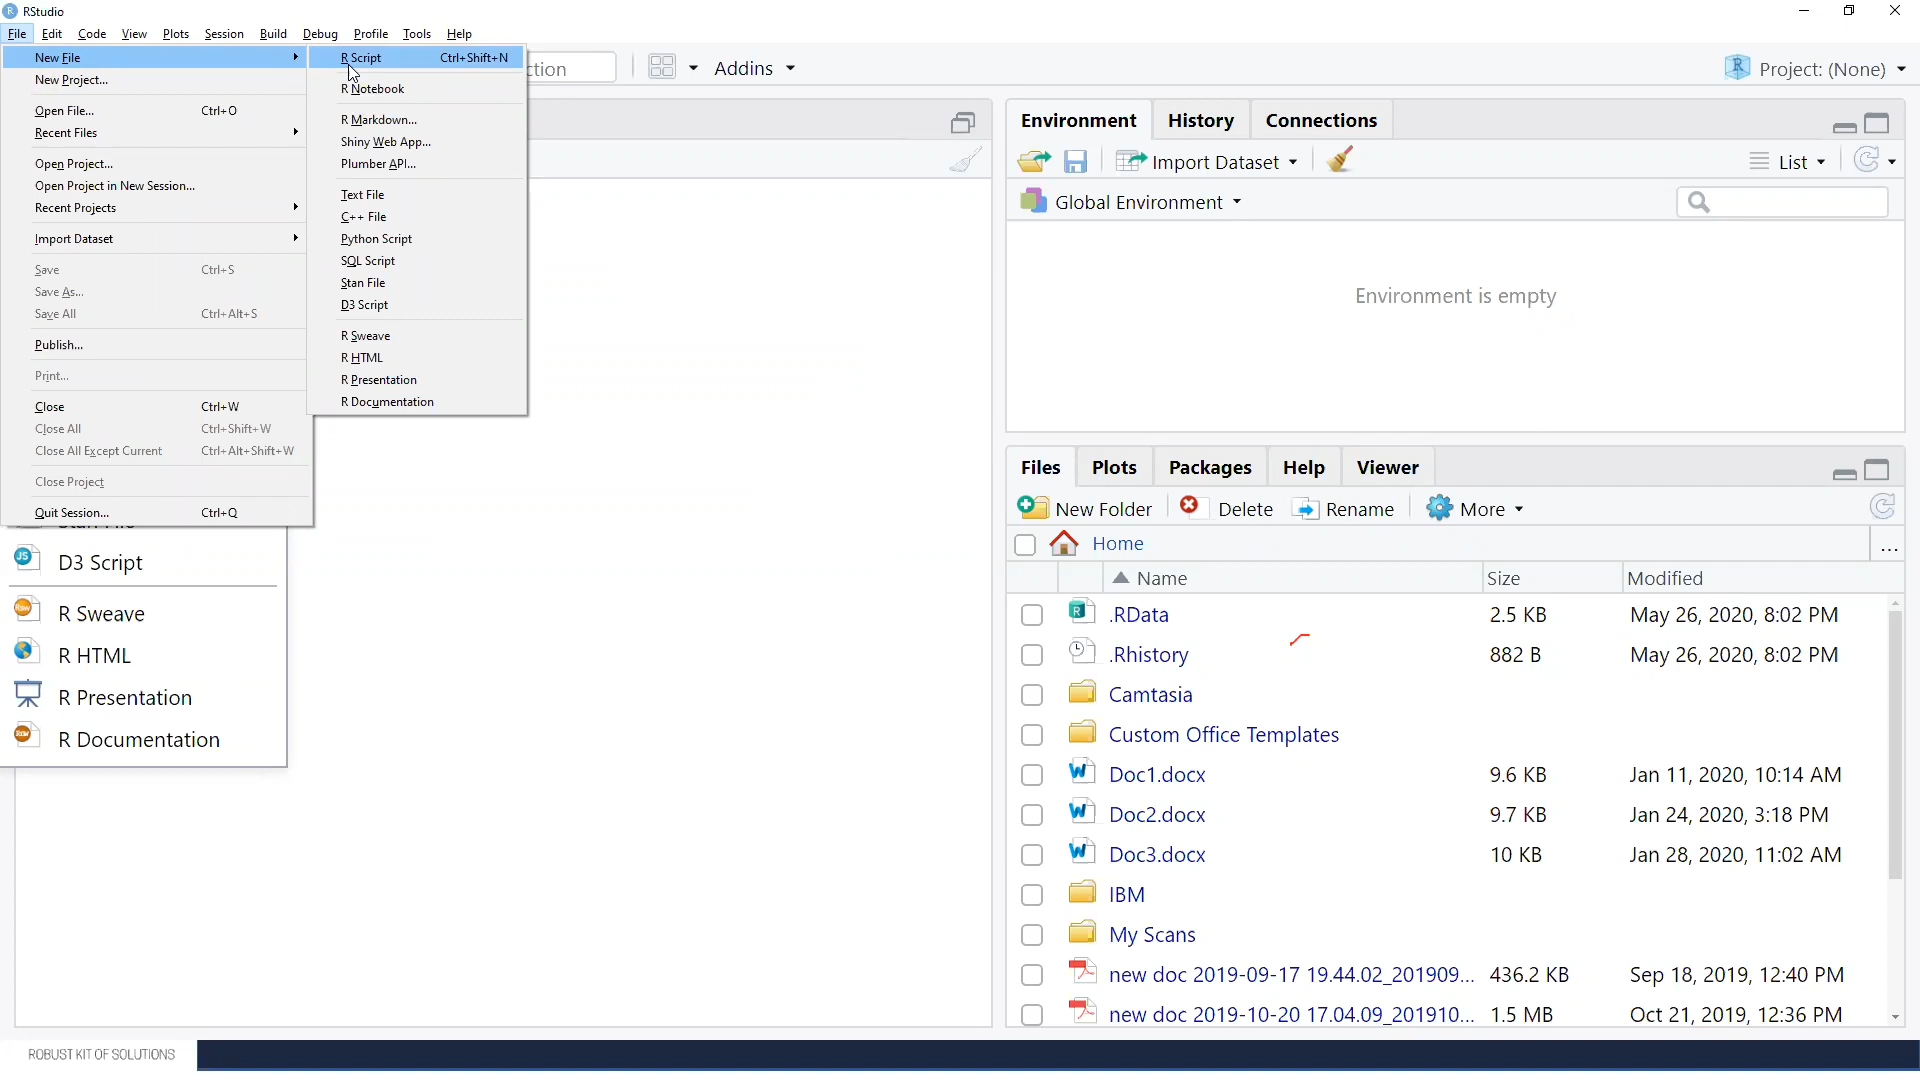 RStudio
File Edit Code View Plots Session Build Debug Profile Tools Help
New File
New Project...
Open File... Ctrl+O
Recent Files
Open Project...
Open Project in New Session...
Recent Projects
Import Dataset
Save Ctrl+S
Save As...
Save All Ctrl+Alt+S
Publish...
Print...
Close Ctrl+W
Close All Ctrl+Shift+W
Close All Except Current Ctrl+Alt+Shift+W
Close Project
Quit Session... Ctrl+Q
R Script Ctrl+Shift+N
R Notebook
R Markdown...
Shiny Web App...
Plumber API...
Text File
C++ File
Python Script
SQL Script
Stan File
D3 Script
R Sweave
R HTML
R Presentation
R Documentation
D3 Script
R Sweave
R HTML
R Presentation
R Documentation
Addins
Project: (None)
Environment History Connections
Import Dataset List
Global Environment
Environment is empty
Files Plots Packages Help Viewer
New Folder Delete Rename More
Home ...
Name Size Modified
.RData 2.5 KB May 26, 2020, 8:02 PM
.Rhistory 882 B May 26, 2020, 8:02 PM
Camtasia
Custom Office Templates
Doc1.docx 9.6 KB Jan 11, 2020, 10:14 AM
Doc2.docx 9.7 KB Jan 24, 2020, 3:18 PM
Doc3.docx 10 KB Jan 28, 2020, 11:02 AM
IBM
My Scans
new doc 2019-09-17 19.44.02_201909... 436.2 KB Sep 18, 2019, 12:40 PM
new doc 2019-10-20 17.04.09_201910... 1.5 MB Oct 21, 2019, 12:36 PM
ROBUST KIT OF SOLUTIONS